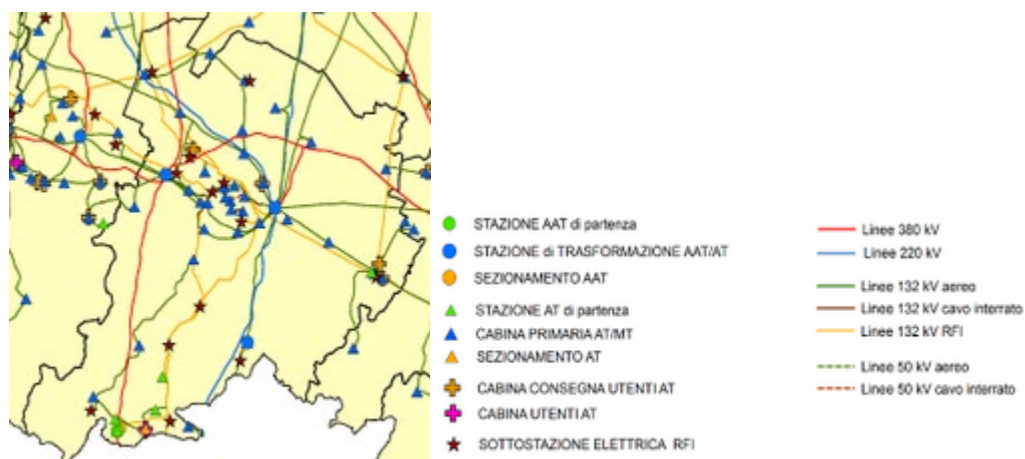 STAZIONE AAT di partenza
STAZIONE di TRASFORMAZIONE AAT/AT
SEZIONAMENTO AAT
STAZIONE AT di partenza
CABINA PRIMARIA AT/MT
SEZIONAMENTO AT
CABINA CONSEGNA UTENTI AT
CABINA UTENTI AT
SOTTOSTAZIONE ELETTRICA RFI
Linee 380 kV
Linee 220 kV
Linee 132 kV aereo
Linee 132 kV cavo interrato
Linee 132 kV RFI
Linee 50 kV aereo
Linee 50 kV cavo interrato